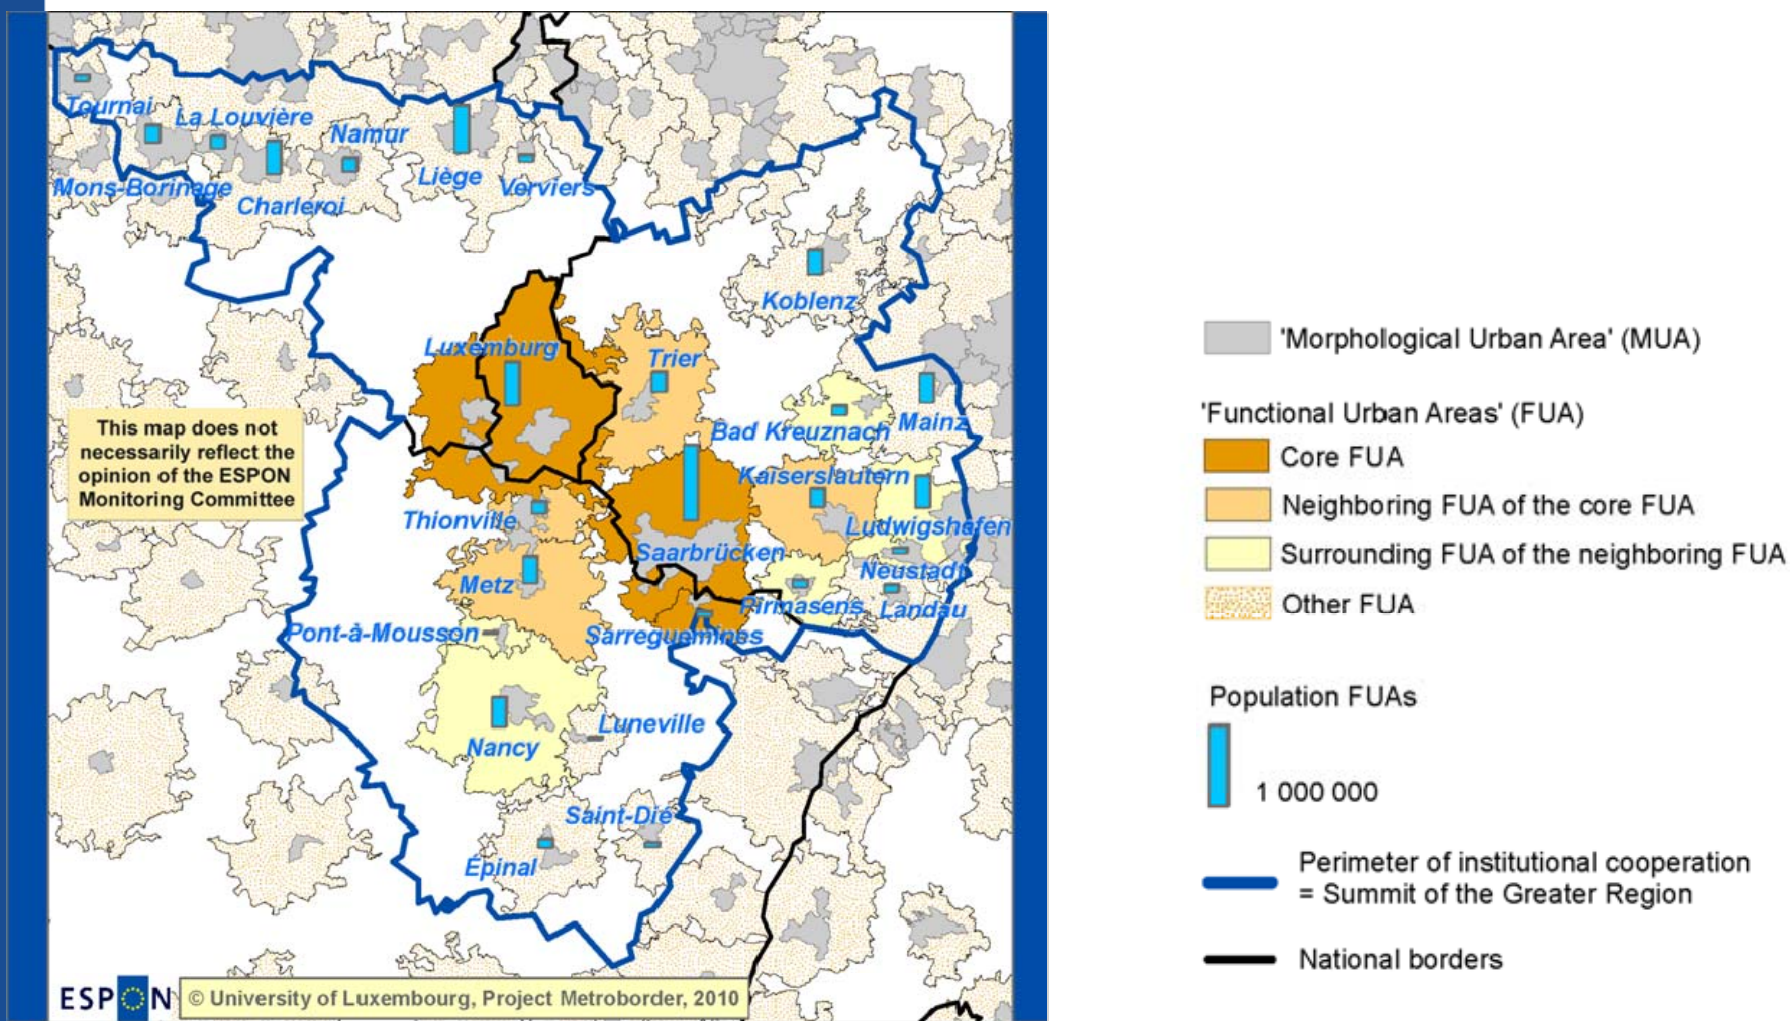 Tournai
La Louvière
Namur
Mons-Borinage
Charleroi
Liège
Verviers
Koblenz
Luxemburg
Trier
Bad Kreuznach
Mainz
This map does not
necessarily reflect the
opinion of the ESPON
Monitoring Committee
Kaiserslautern
Thionville
Ludwigshafen
Saarbrücken
Metz
Neustadt
Pirmasens
Landau
Pont-à-Mousson
Sarreguemines
Luneville
Nancy
Saint-Dié
Épinal
ESPON
© University of Luxembourg, Project Metroborder, 2010
'Morphological Urban Area' (MUA)
'Functional Urban Areas' (FUA)
Core FUA
Neighboring FUA of the core FUA
Surrounding FUA of the neighboring FUA
Other FUA
Population FUAs
1 000 000
Perimeter of institutional cooperation
= Summit of the Greater Region
National borders